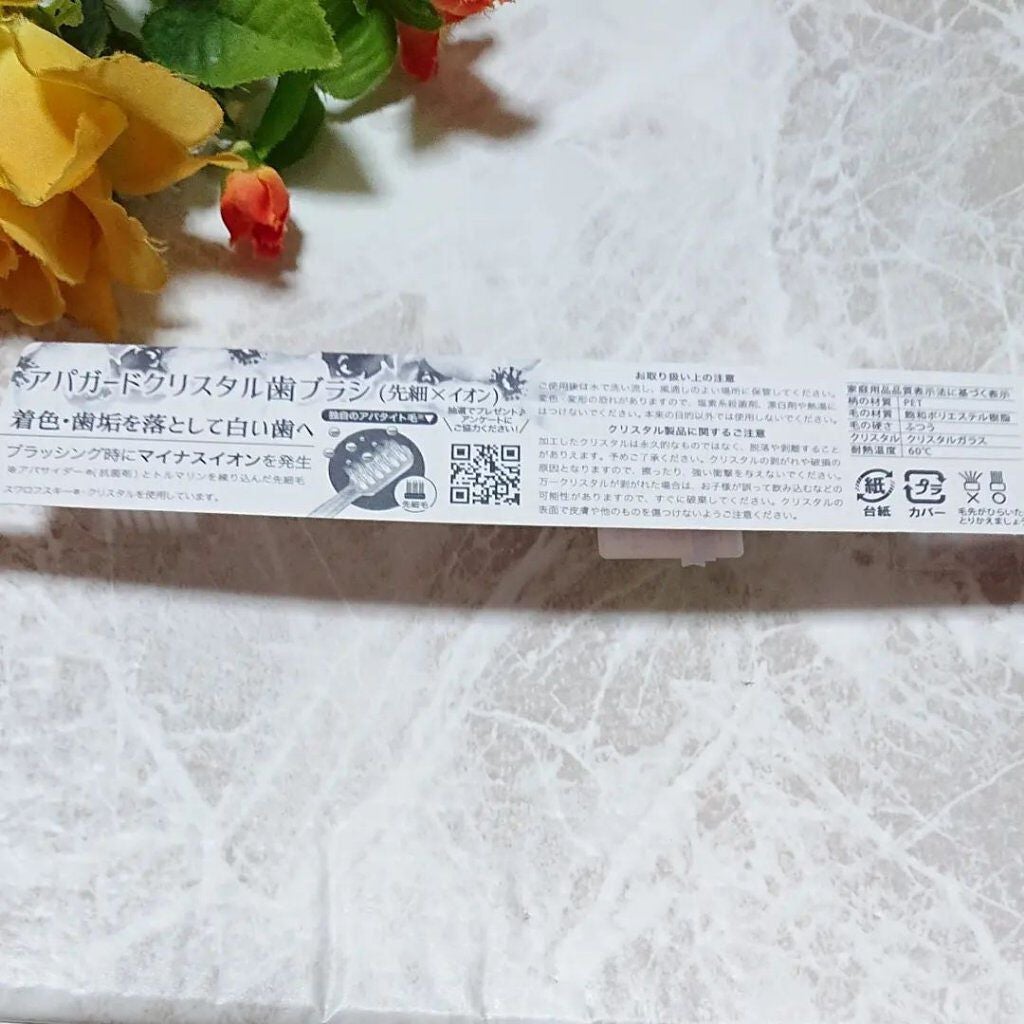 アパガードクリスタル歯ブラシ(先細×イオン)
着色・歯垢を落として白い歯へ
ブラッシング時にマイナスイオンを発生
※アパサイダー®(抗菌剤)とトルマリンを練り込んだ先細毛
スワロフスキー®・クリスタルを使用しています。
独自のアパタイト毛▼
先細毛
抽選でプレゼント♪
アンケートに
ご協力ください!
お取り扱い上の注意
ご使用後は水で洗い流し、風通しのよい場所に保管してください。
変色・変形の恐れがありますので、塩素系殺菌剤、漂白剤や熱湯に
はつけないでください。本来の目的以外では使用しないでください。
クリスタル製品に関するご注意
加工したクリスタルは永久的なものではなく、脱落や剥離すること
があります。予めご了承ください。クリスタルの剥がれや破損の
原因となりますので、擦ったり、強い衝撃を与えないでください。
万一クリスタルが剥がれた場合は、お子様が誤って飲み込むなどの
可能性がありますので、すぐに破棄してください。クリスタルの
表面で皮膚や他のものを傷つけないようご注意ください。
家庭用品品質表示法に基づく表示
柄の材質 PET
毛の材質 飽和ポリエステル樹脂
毛の硬さ ふつう
クリスタル クリスタルガラス
耐熱温度 60℃
紙
台紙
プラ
カバー
毛先がひらいた
とりかえましょ